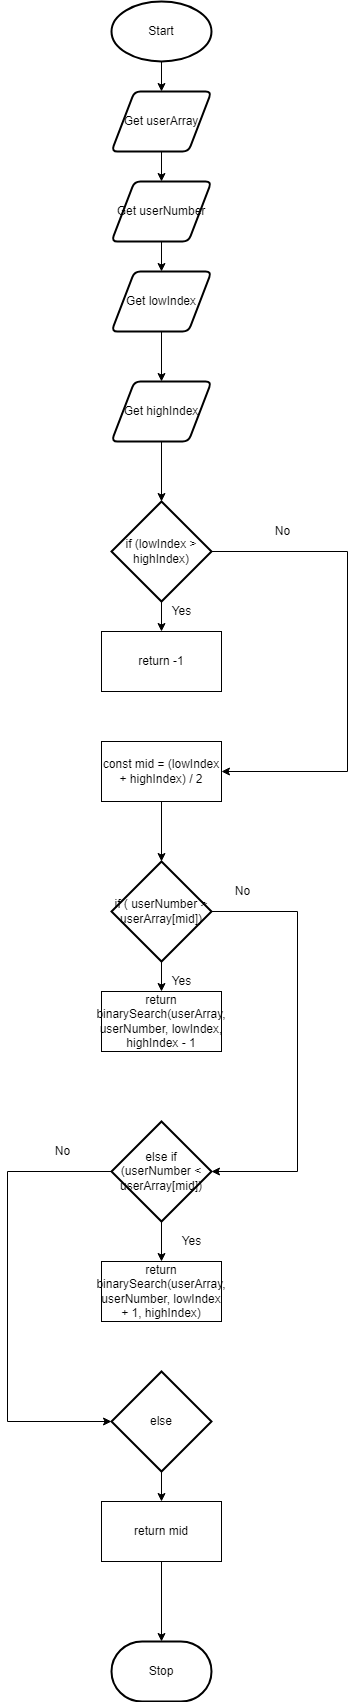 Start
Get userArray
Get userNumber
Get lowIndex
Get highIndex
if (lowIndex >
highIndex)
No
Yes
return -1
const mid = (lowIndex
+ highIndex) / 2
No
if ( userNumber >
userArray[mid])
Yes
return
binarySearch(userArray,
userNumber, lowIndex,
highIndex - 1
No
else if
(userNumber <
userArray[mid])
Yes
return
binarySearch(userArray,
userNumber, lowIndex
+ 1, highIndex)
else
return mid
Stop